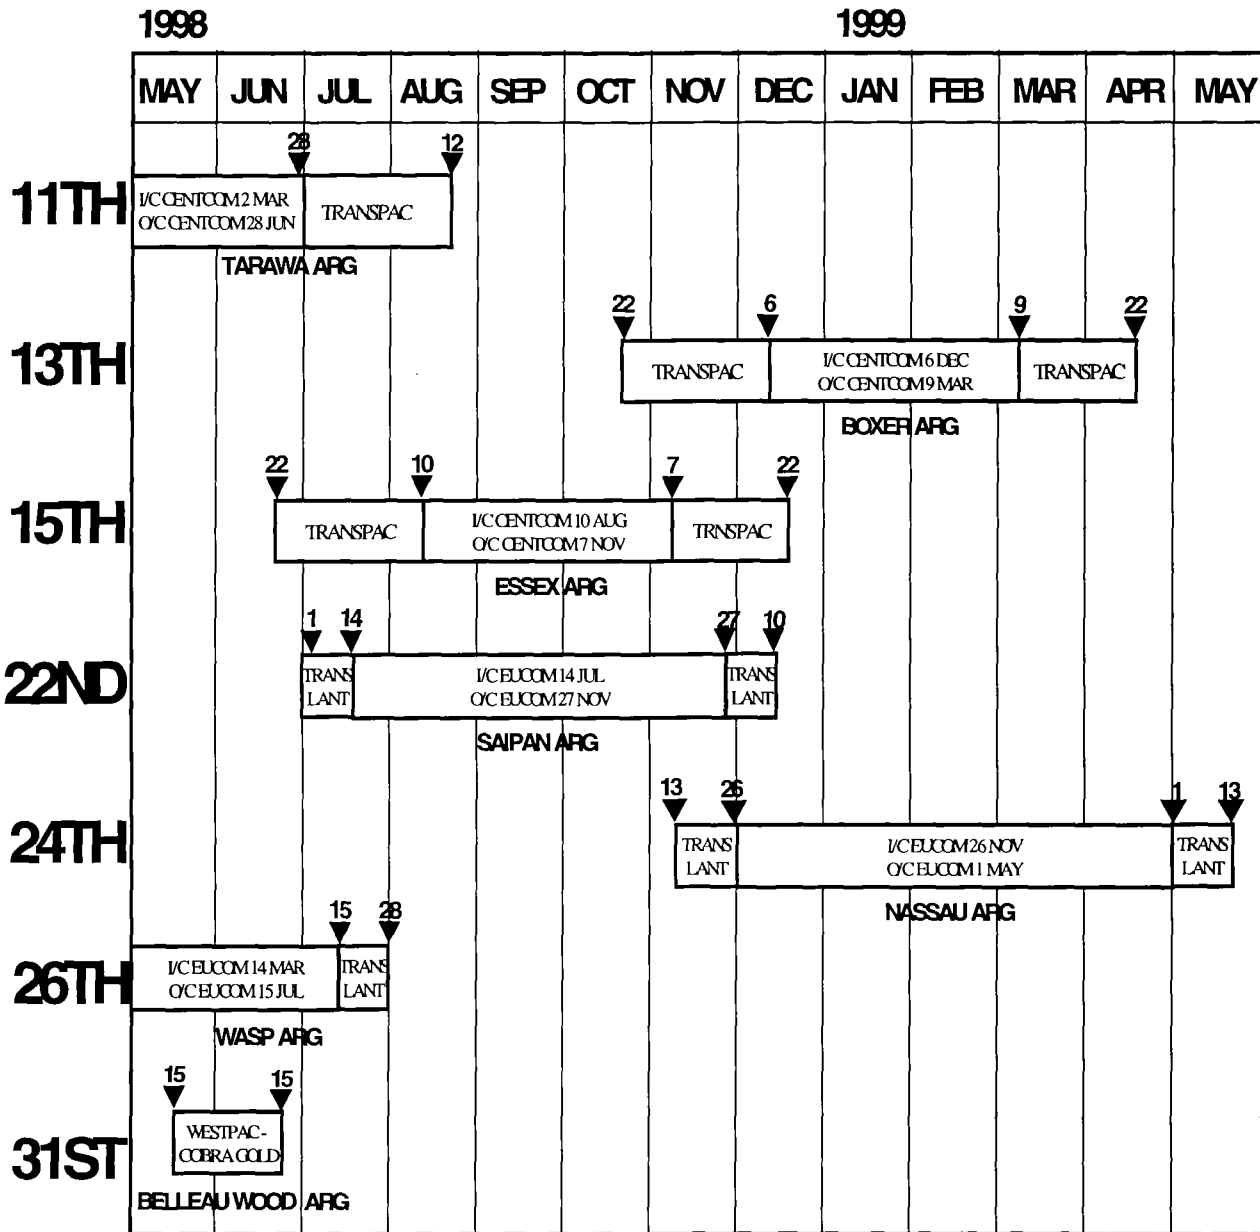 1998 1999
MAY JUN JUL AUG SEP OCT NOV DEC JAN FEB MAR APR MAY
28 12
11TH
I/C CENTCOM 2 MAR
O/C CENTCOM 28 JUN
TRANSPAC
TARAWA ARG
22 6 9 22
13TH
TRANSPAC
I/C CENTCOM 6 DEC
O/C CENTCOM 9 MAR
TRANSPAC
BOXER ARG
22 10 7 22
15TH
TRANSPAC
I/C CENTCOM 10 AUG
O/C CENTCOM 7 NOV
TRNSPAC
ESSEX ARG
1 14 27 10
22ND
TRANS
LANT
I/C EUCOM 14 JUL
O/C EUCOM 27 NOV
TRANS
LANT
SAIPAN ARG
13 26 1 13
24TH
TRANS
LANT
I/C EUCOM 26 NOV
O/C EUCOM 1 MAY
TRANS
LANT
NASSAU ARG
15 28
26TH
I/C EUCOM 14 MAR
O/C EUCOM 15 JUL
TRANS
LANT
WASP ARG
15 15
31ST
WESTPAC-
COBRA GOLD
BELLEAU WOOD ARG